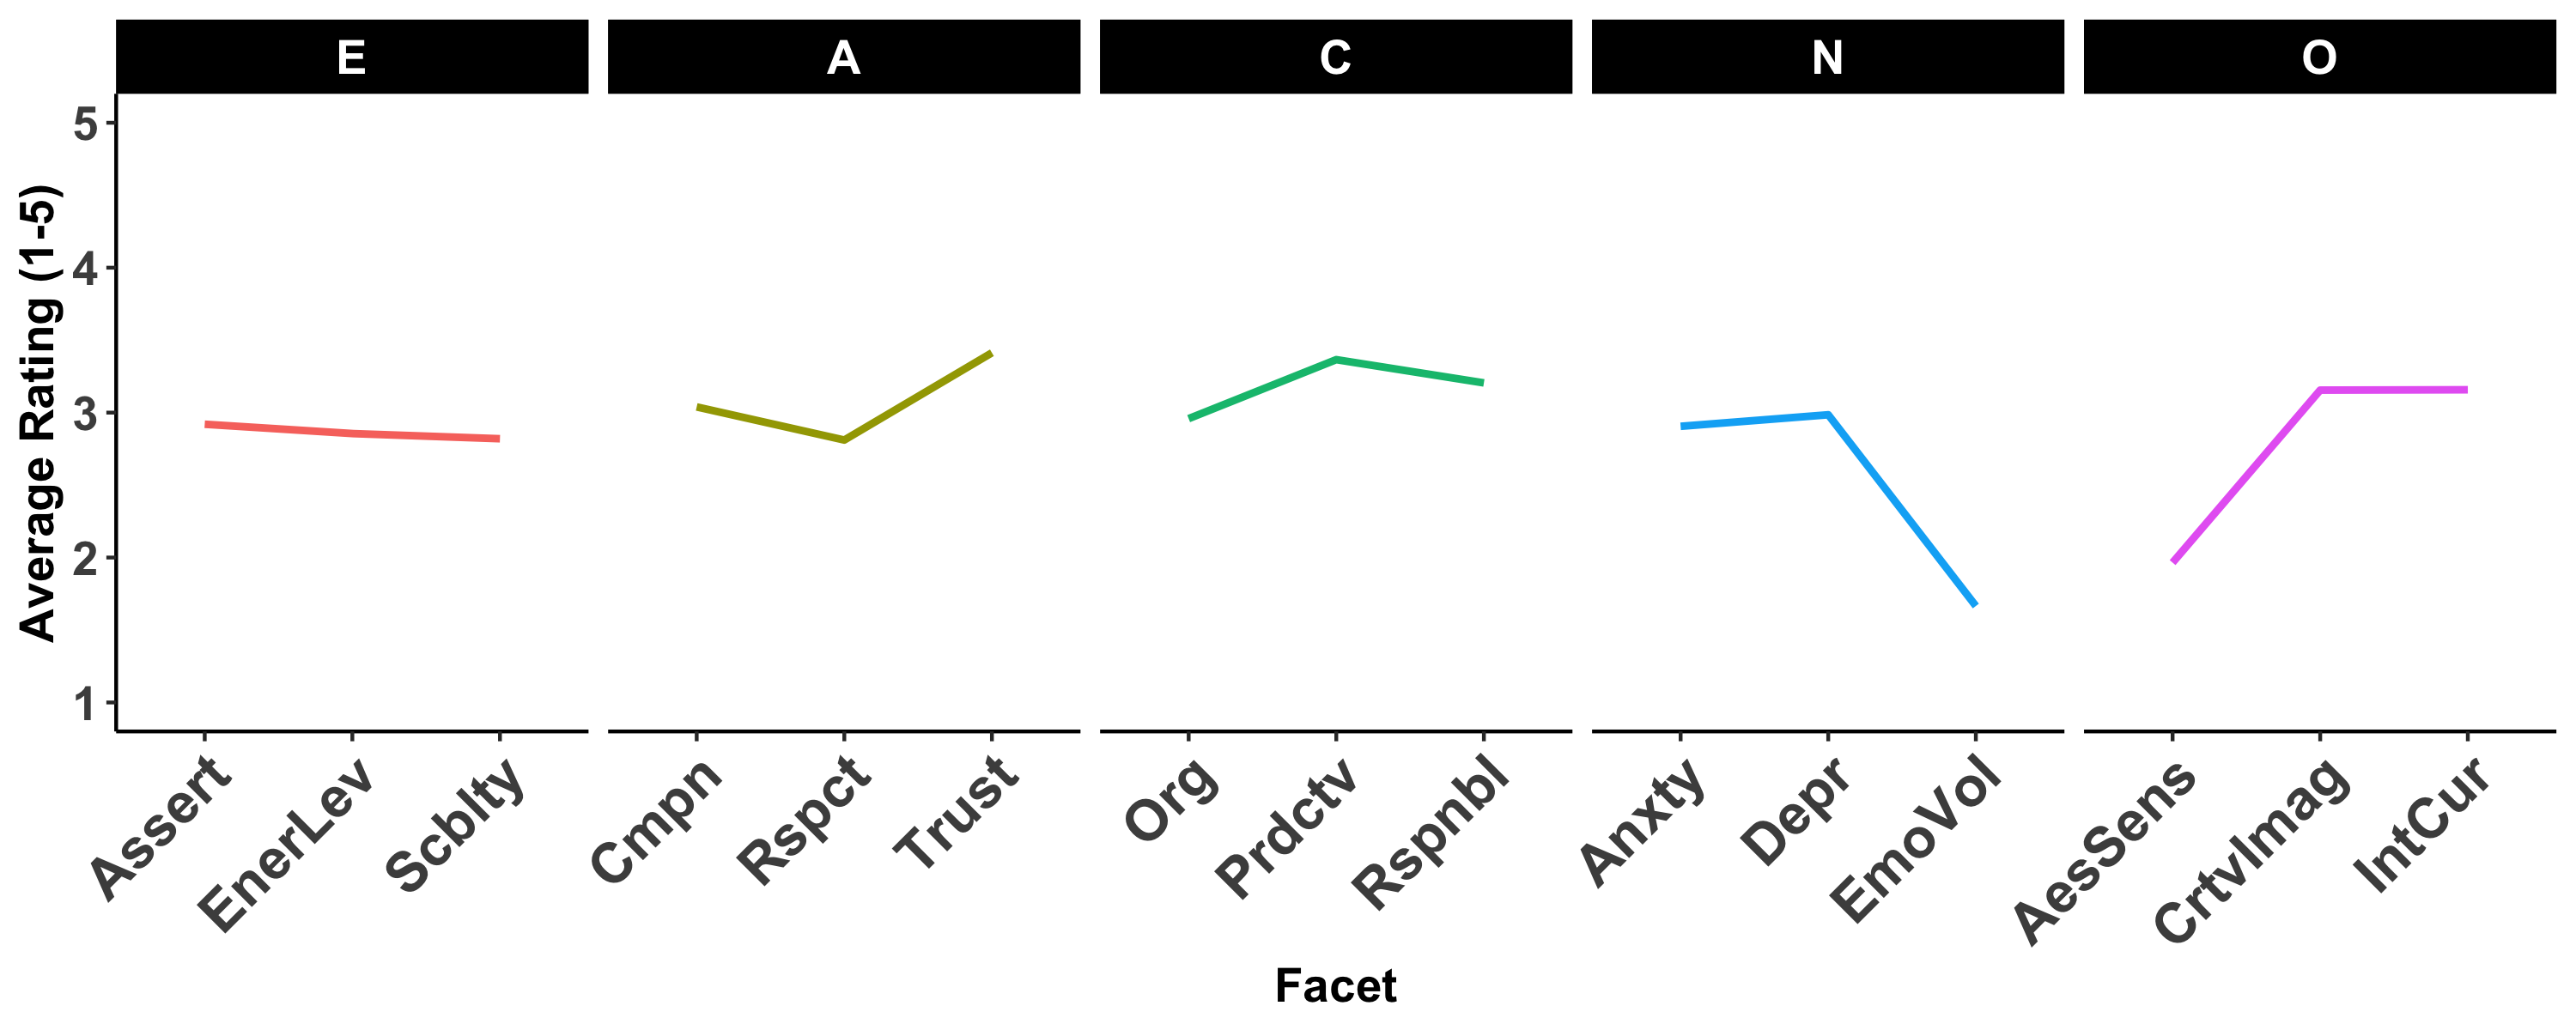 E A C N O
Average Rating (1-5)
5
4
3
2
1
Assert EnerLev Scblty Cmpn Rspct Trust Org Prdctv Rspnbl Anxty Depr EmoVol AesSens CrtvImag IntCur
Facet